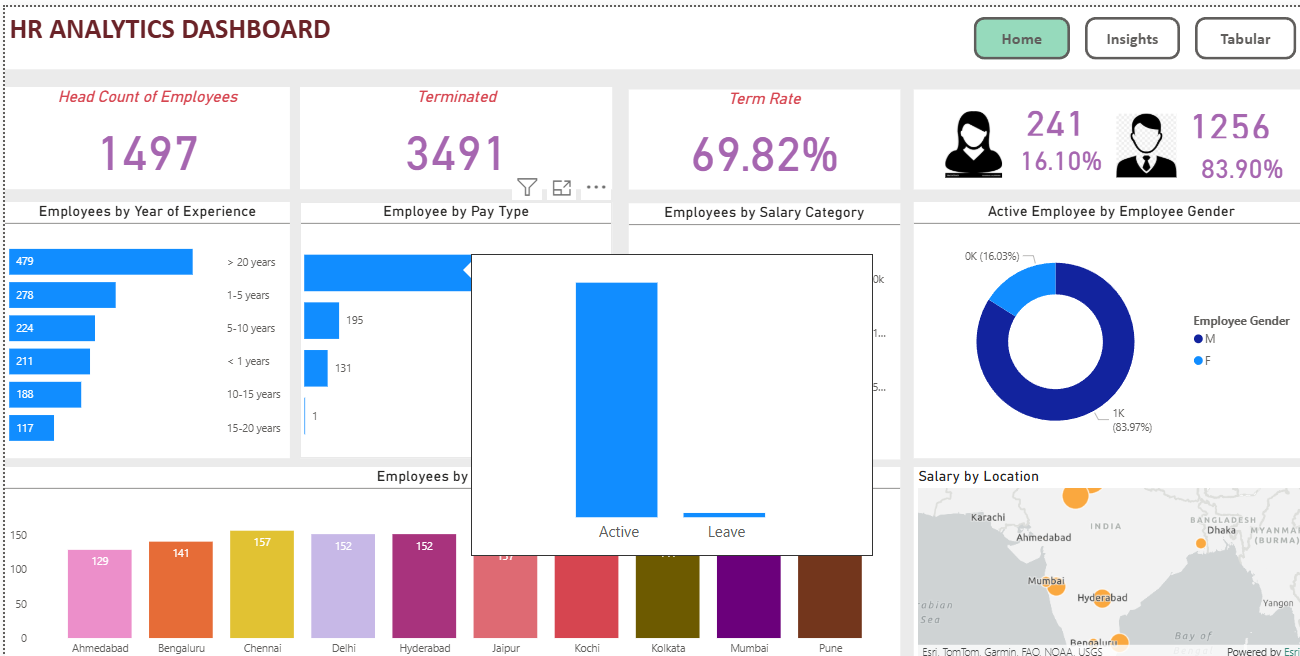 HR ANALYTICS DASHBOARD
Home
Insights
Tabular
Head Count of Employees
1497
Terminated
3491
Term Rate
69.82%
241
16.10%
1256
83.90%
Employees by Year of Experience
479
> 20 years
278
1-5 years
224
5-10 years
211
< 1 years
188
10-15 years
117
15-20 years
Employee by Pay Type
195
131
1
Employees by Salary Category
0k
1...
5...
Active
Leave
Active Employee by Employee Gender
0K (16.03%)
1K
(83.97%)
Employee Gender
M
F
Employees by
150
100
50
0
129
141
157
152
152
Ahmedabad
Bengaluru
Chennai
Delhi
Hyderabad
Jaipur
Kochi
Kolkata
Mumbai
Pune
Salary by Location
Karachi
Ahmedabad
INDIA
BANGLADESH
Dhaka
MYANMAR
(BURMA)
Mumbai
Hyderabad
Yangon
Sea
Bengaluru
Bay of
Esri, TomTom, Garmin, FAO, NOAA, USGS
Powered by Esri